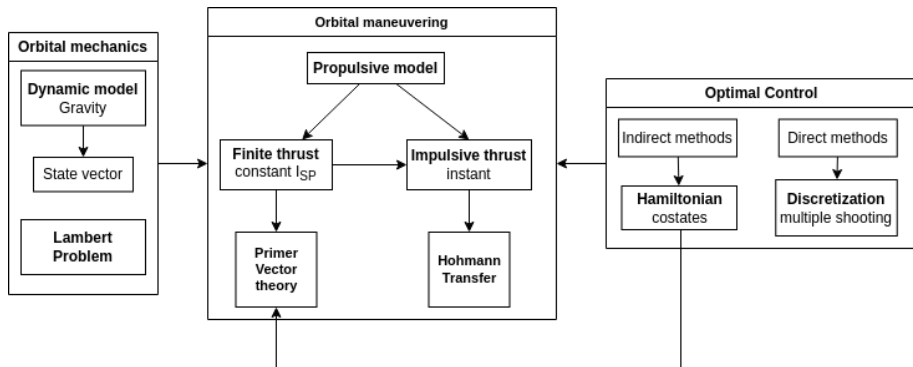 Orbital mechanics
Dynamic model
Gravity
State vector
Lambert
Problem
Orbital maneuvering
Propulsive model
Finite thrust
constant I_SP
Impulsive thrust
instant
Primer
Vector
theory
Hohmann
Transfer
Optimal Control
Indirect methods
Direct methods
Hamiltonian
costates
Discretization
multiple shooting